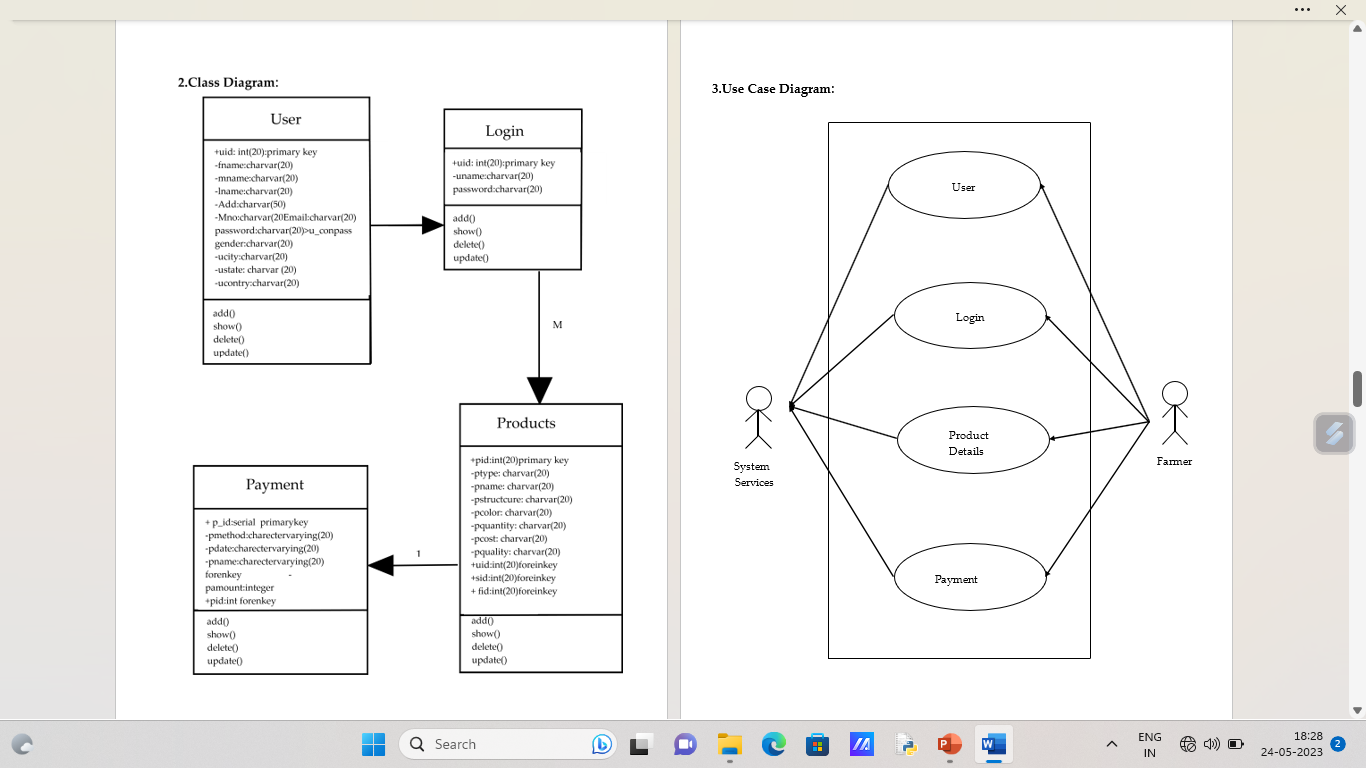 2.Class Diagram:
User
+uid: int(20):primary key
-fname:charvar(20)
-mname:charvar(20)
-lname:charvar(20)
-Add:charvar(50)
-Mno:charvar(20Email:charvar(20)
password:charvar(20)>u_conpass
gender:charvar(20)
-ucity:charvar(20)
-ustate: charvar (20)
-ucontry:charvar(20)
add()
show()
delete()
update()
Login
+uid: int(20):primary key
-uname:charvar(20)
password:charvar(20)
add()
show()
delete()
update()
M
Products
+pid:int(20)primary key
-ptype: charvar(20)
-pname: charvar(20)
-pstructcure: charvar(20)
-pcolor: charvar(20)
-pquantity: charvar(20)
-pcost: charvar(20)
-pquality: charvar(20)
+uid:int(20)foreinkey
+sid:int(20)foreinkey
+ fid:int(20)foreinkey
add()
show()
delete()
update()
1
Payment
+ p_id:serial primarykey
-pmethod:charectervarying(20)
-pdate:charectervarying(20)
-pname:charectervarying(20)
forenkey -
pamount:integer
+pid:int forenkey
add()
show()
delete()
update()
3.Use Case Diagram:
User
Login
Product
Details
Payment
System
Services
Farmer
Search
ENG
IN
18:28
24-05-2023
2